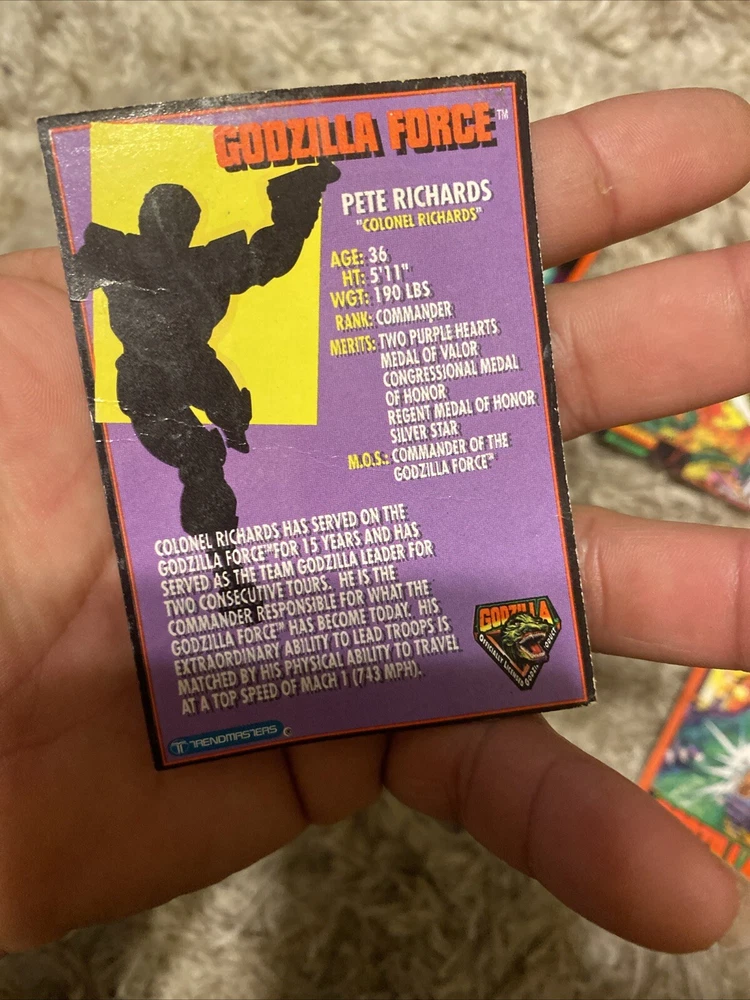 GODZILLA FORCE™
PETE RICHARDS
"COLONEL RICHARDS"
AGE: 36
HT: 5'11"
WGT: 190 LBS
RANK: COMMANDER
MERITS: TWO PURPLE HEARTS
MEDAL OF VALOR
CONGRESSIONAL MEDAL
OF HONOR
REGENT MEDAL OF HONOR
SILVER STAR
M.O.S.: COMMANDER OF THE
GODZILLA FORCE™
COLONEL RICHARDS HAS SERVED ON THE
GODZILLA FORCE™ FOR 15 YEARS AND HAS
SERVED AS THE TEAM GODZILLA LEADER FOR
TWO CONSECUTIVE TOURS. HE IS THE
COMMANDER RESPONSIBLE FOR WHAT THE
GODZILLA FORCE™ HAS BECOME TODAY. HIS
EXTRAORDINARY ABILITY TO LEAD TROOPS IS
MATCHED BY HIS PHYSICAL ABILITY TO TRAVEL
AT A TOP SPEED OF MACH 1 (743 MPH).
GODZILLA
OFFICIALLY LICENSED
TRENDMASTERS